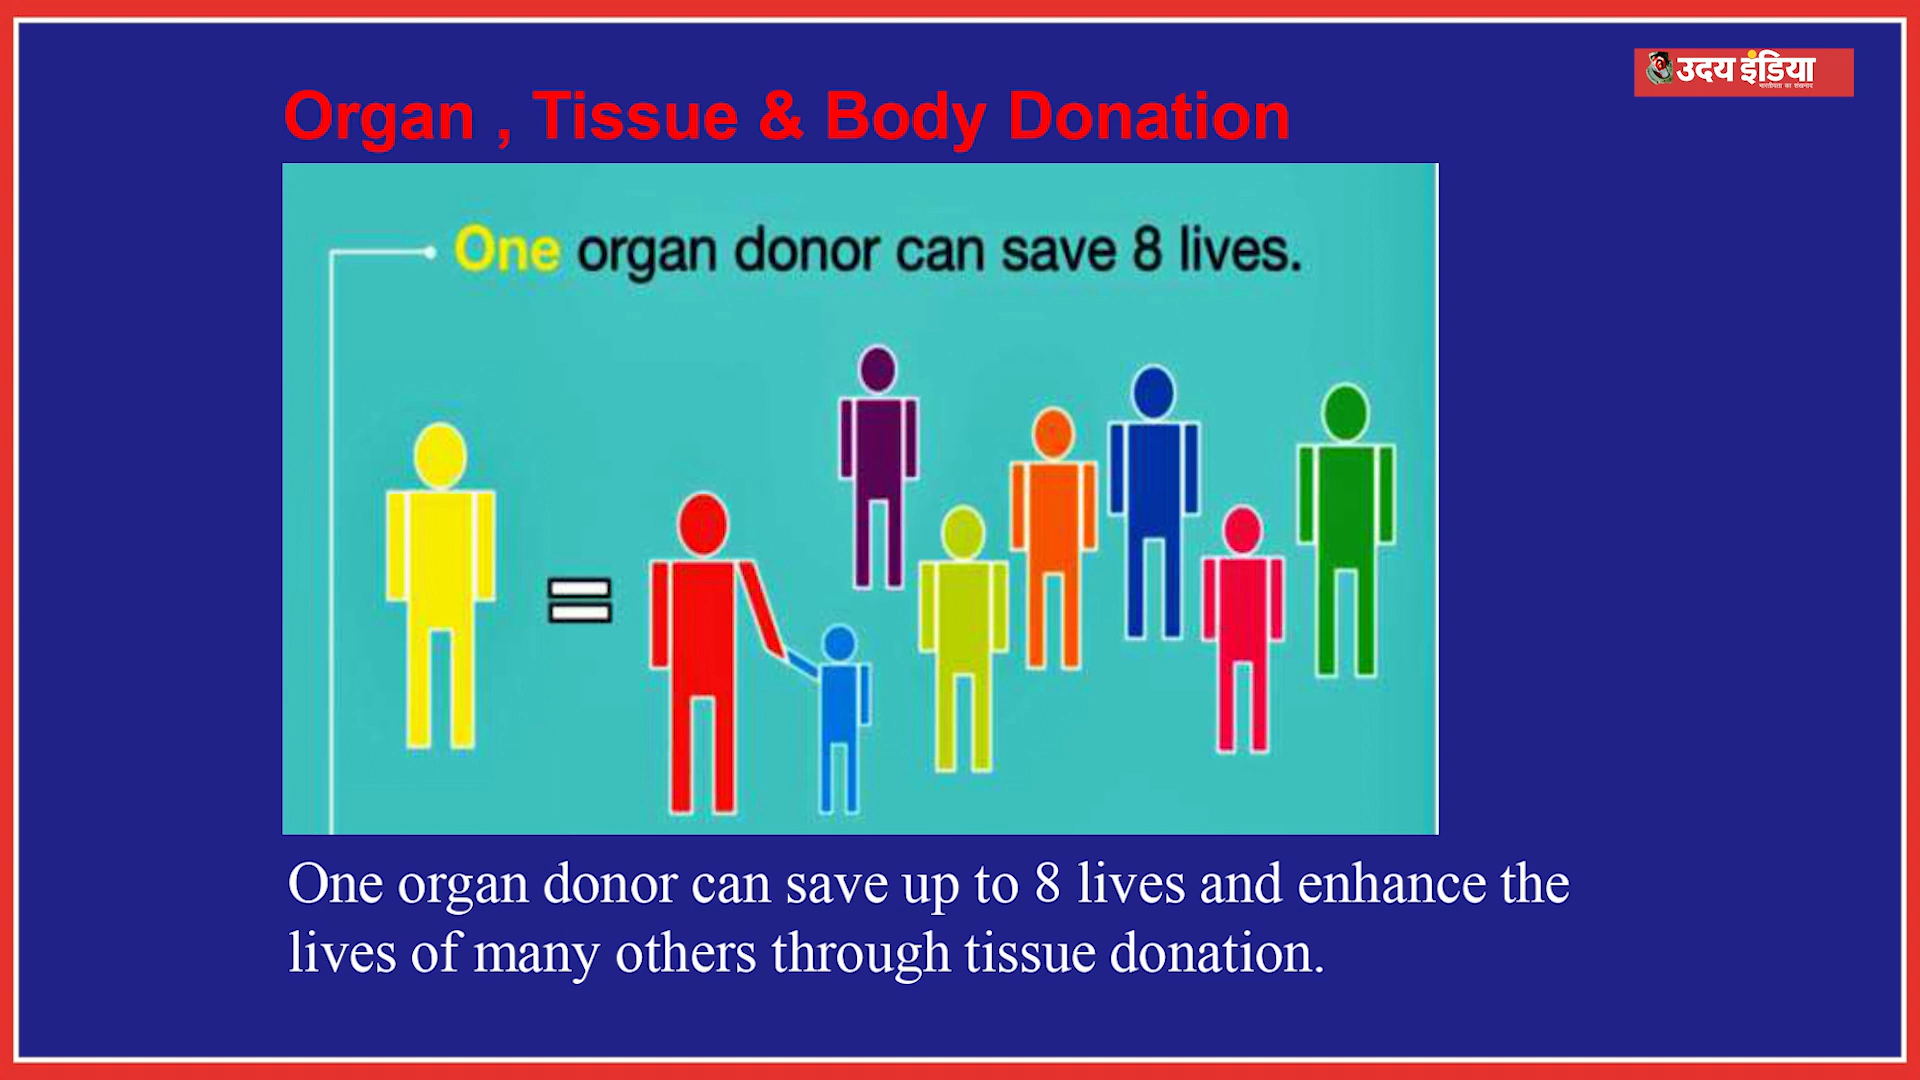 उदय इंडिया
Organ , Tissue & Body Donation
One organ donor can save 8 lives.
One organ donor can save up to 8 lives and enhance the
lives of many others through tissue donation.